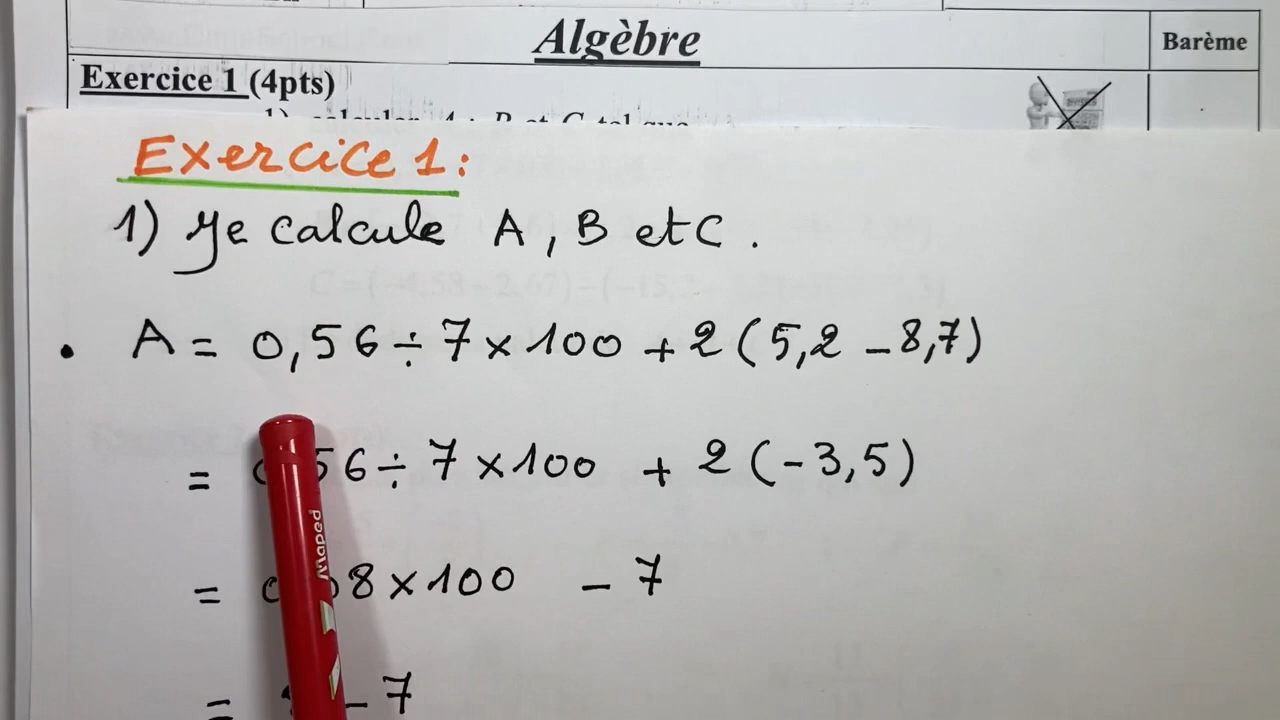 Algèbre
Barème
Exercice 1 (4pts)
Exercice 1:
1) Je calcule A, B et C.
• A = 0,56 ÷ 7 × 100 + 2 (5,2 - 8,7)
= 56 ÷ 7 × 100 + 2 (-3,5)
= 8 × 100 - 7
= - 7
Maped